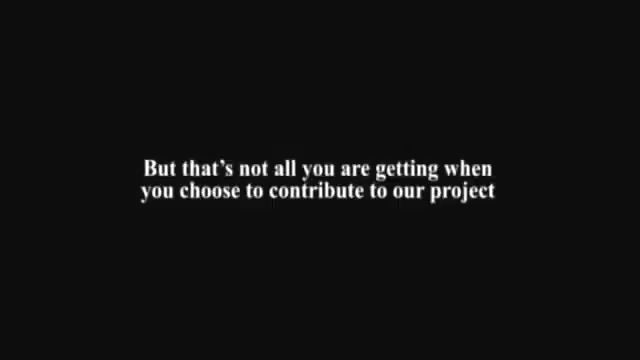 But that’s not all you are getting when
you choose to contribute to our project